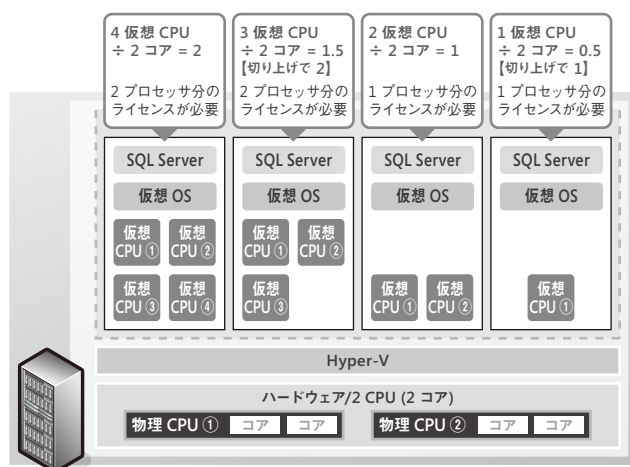 4 仮想 CPU
÷ 2 コア = 2
2 プロセッサ分の
ライセンスが必要
3 仮想 CPU
÷ 2 コア = 1.5
【切り上げで 2】
2 プロセッサ分の
ライセンスが必要
2 仮想 CPU
÷ 2 コア = 1
1 プロセッサ分の
ライセンスが必要
1 仮想 CPU
÷ 2 コア = 0.5
【切り上げで 1】
1 プロセッサ分の
ライセンスが必要
SQL Server
仮想 OS
仮想
CPU ①
仮想
CPU ②
仮想
CPU ③
仮想
CPU ④
SQL Server
仮想 OS
仮想
CPU ①
仮想
CPU ②
仮想
CPU ③
SQL Server
仮想 OS
仮想
CPU ①
仮想
CPU ②
SQL Server
仮想 OS
仮想
CPU ①
Hyper-V
ハードウェア/2 CPU (2 コア)
物理 CPU ① コア コア
物理 CPU ② コア コア